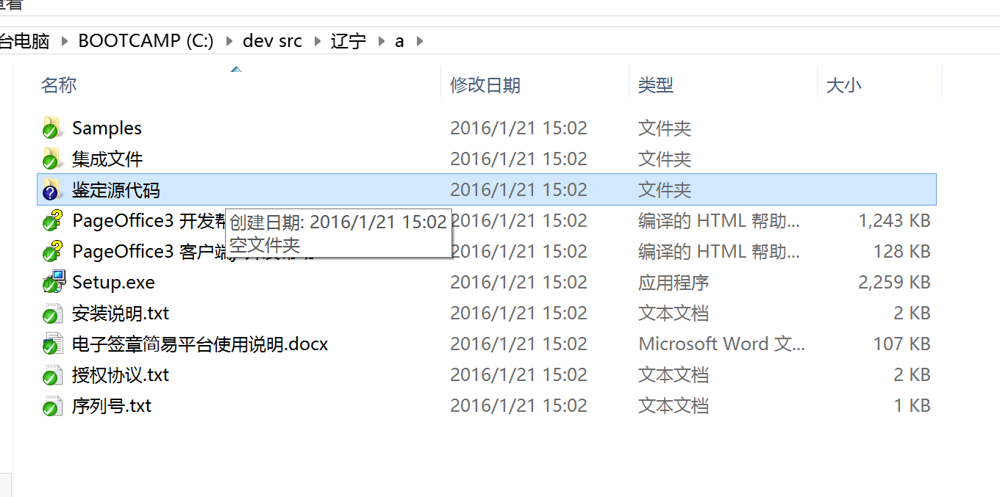 查看
台电脑 BOOTCAMP (C:) dev src 辽宁 a
名称 修改日期 类型 大小
Samples 2016/1/21 15:02 文件夹
集成文件 2016/1/21 15:02 文件夹
鉴定源代码 2016/1/21 15:02 文件夹
PageOffice3 开发帮 2016/1/21 15:02 编译的 HTML 帮助... 1,243 KB
创建日期: 2016/1/21 15:02
空文件夹
PageOffice3 客户端 2016/1/21 15:02 编译的 HTML 帮助... 128 KB
Setup.exe 2016/1/21 15:02 应用程序 2,259 KB
安装说明.txt 2016/1/21 15:02 文本文档 2 KB
电子签章简易平台使用说明.docx 2016/1/21 15:02 Microsoft Word 文... 107 KB
授权协议.txt 2016/1/21 15:02 文本文档 2 KB
序列号.txt 2016/1/21 15:02 文本文档 1 KB